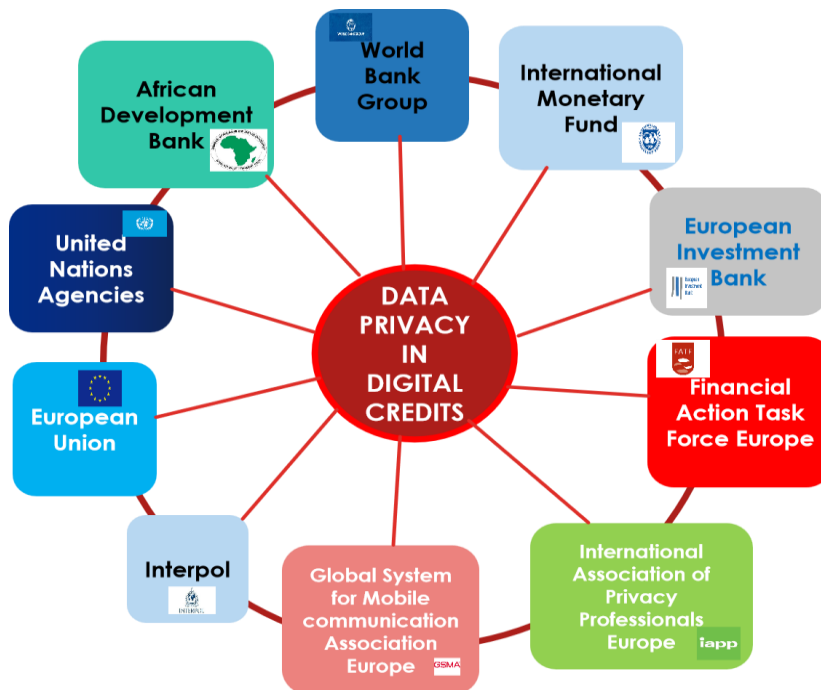 World
Bank
Group
International
Monetary
Fund
African
Development
Bank
European
Investment
Bank
United
Nations
Agencies
DATA
PRIVACY
IN
DIGITAL
CREDITS
FATF
Financial
Action Task
Force Europe
European
Union
Interpol
INTERPOL
Global System
for Mobile
communication
Association
Europe
GSMA
International
Association of
Privacy
Professionals
Europe
iapp